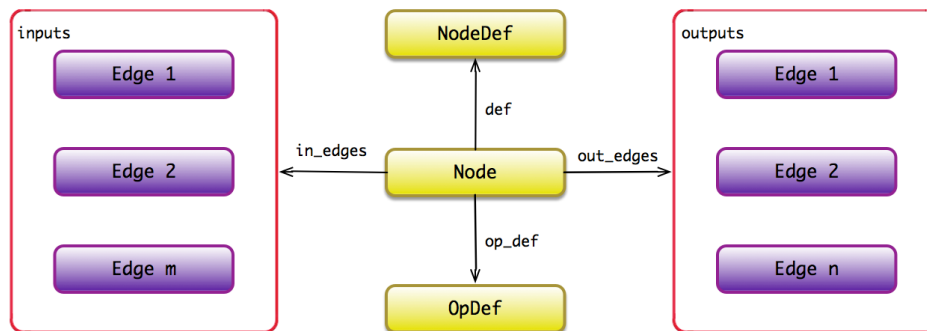 inputs
Edge 1
Edge 2
Edge m
in_edges
NodeDef
def
Node
op_def
OpDef
out_edges
outputs
Edge 1
Edge 2
Edge n